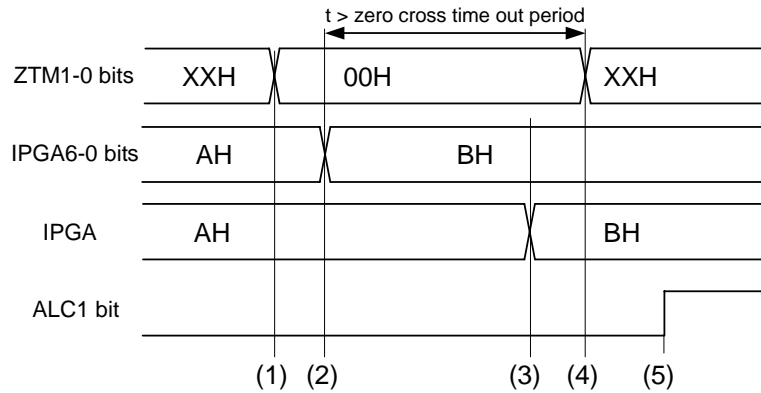 t > zero cross time out period
ZTM1-0 bits XXH 00H XXH
IPGA6-0 bits AH BH
IPGA AH BH
ALC1 bit
(1) (2) (3) (4) (5)